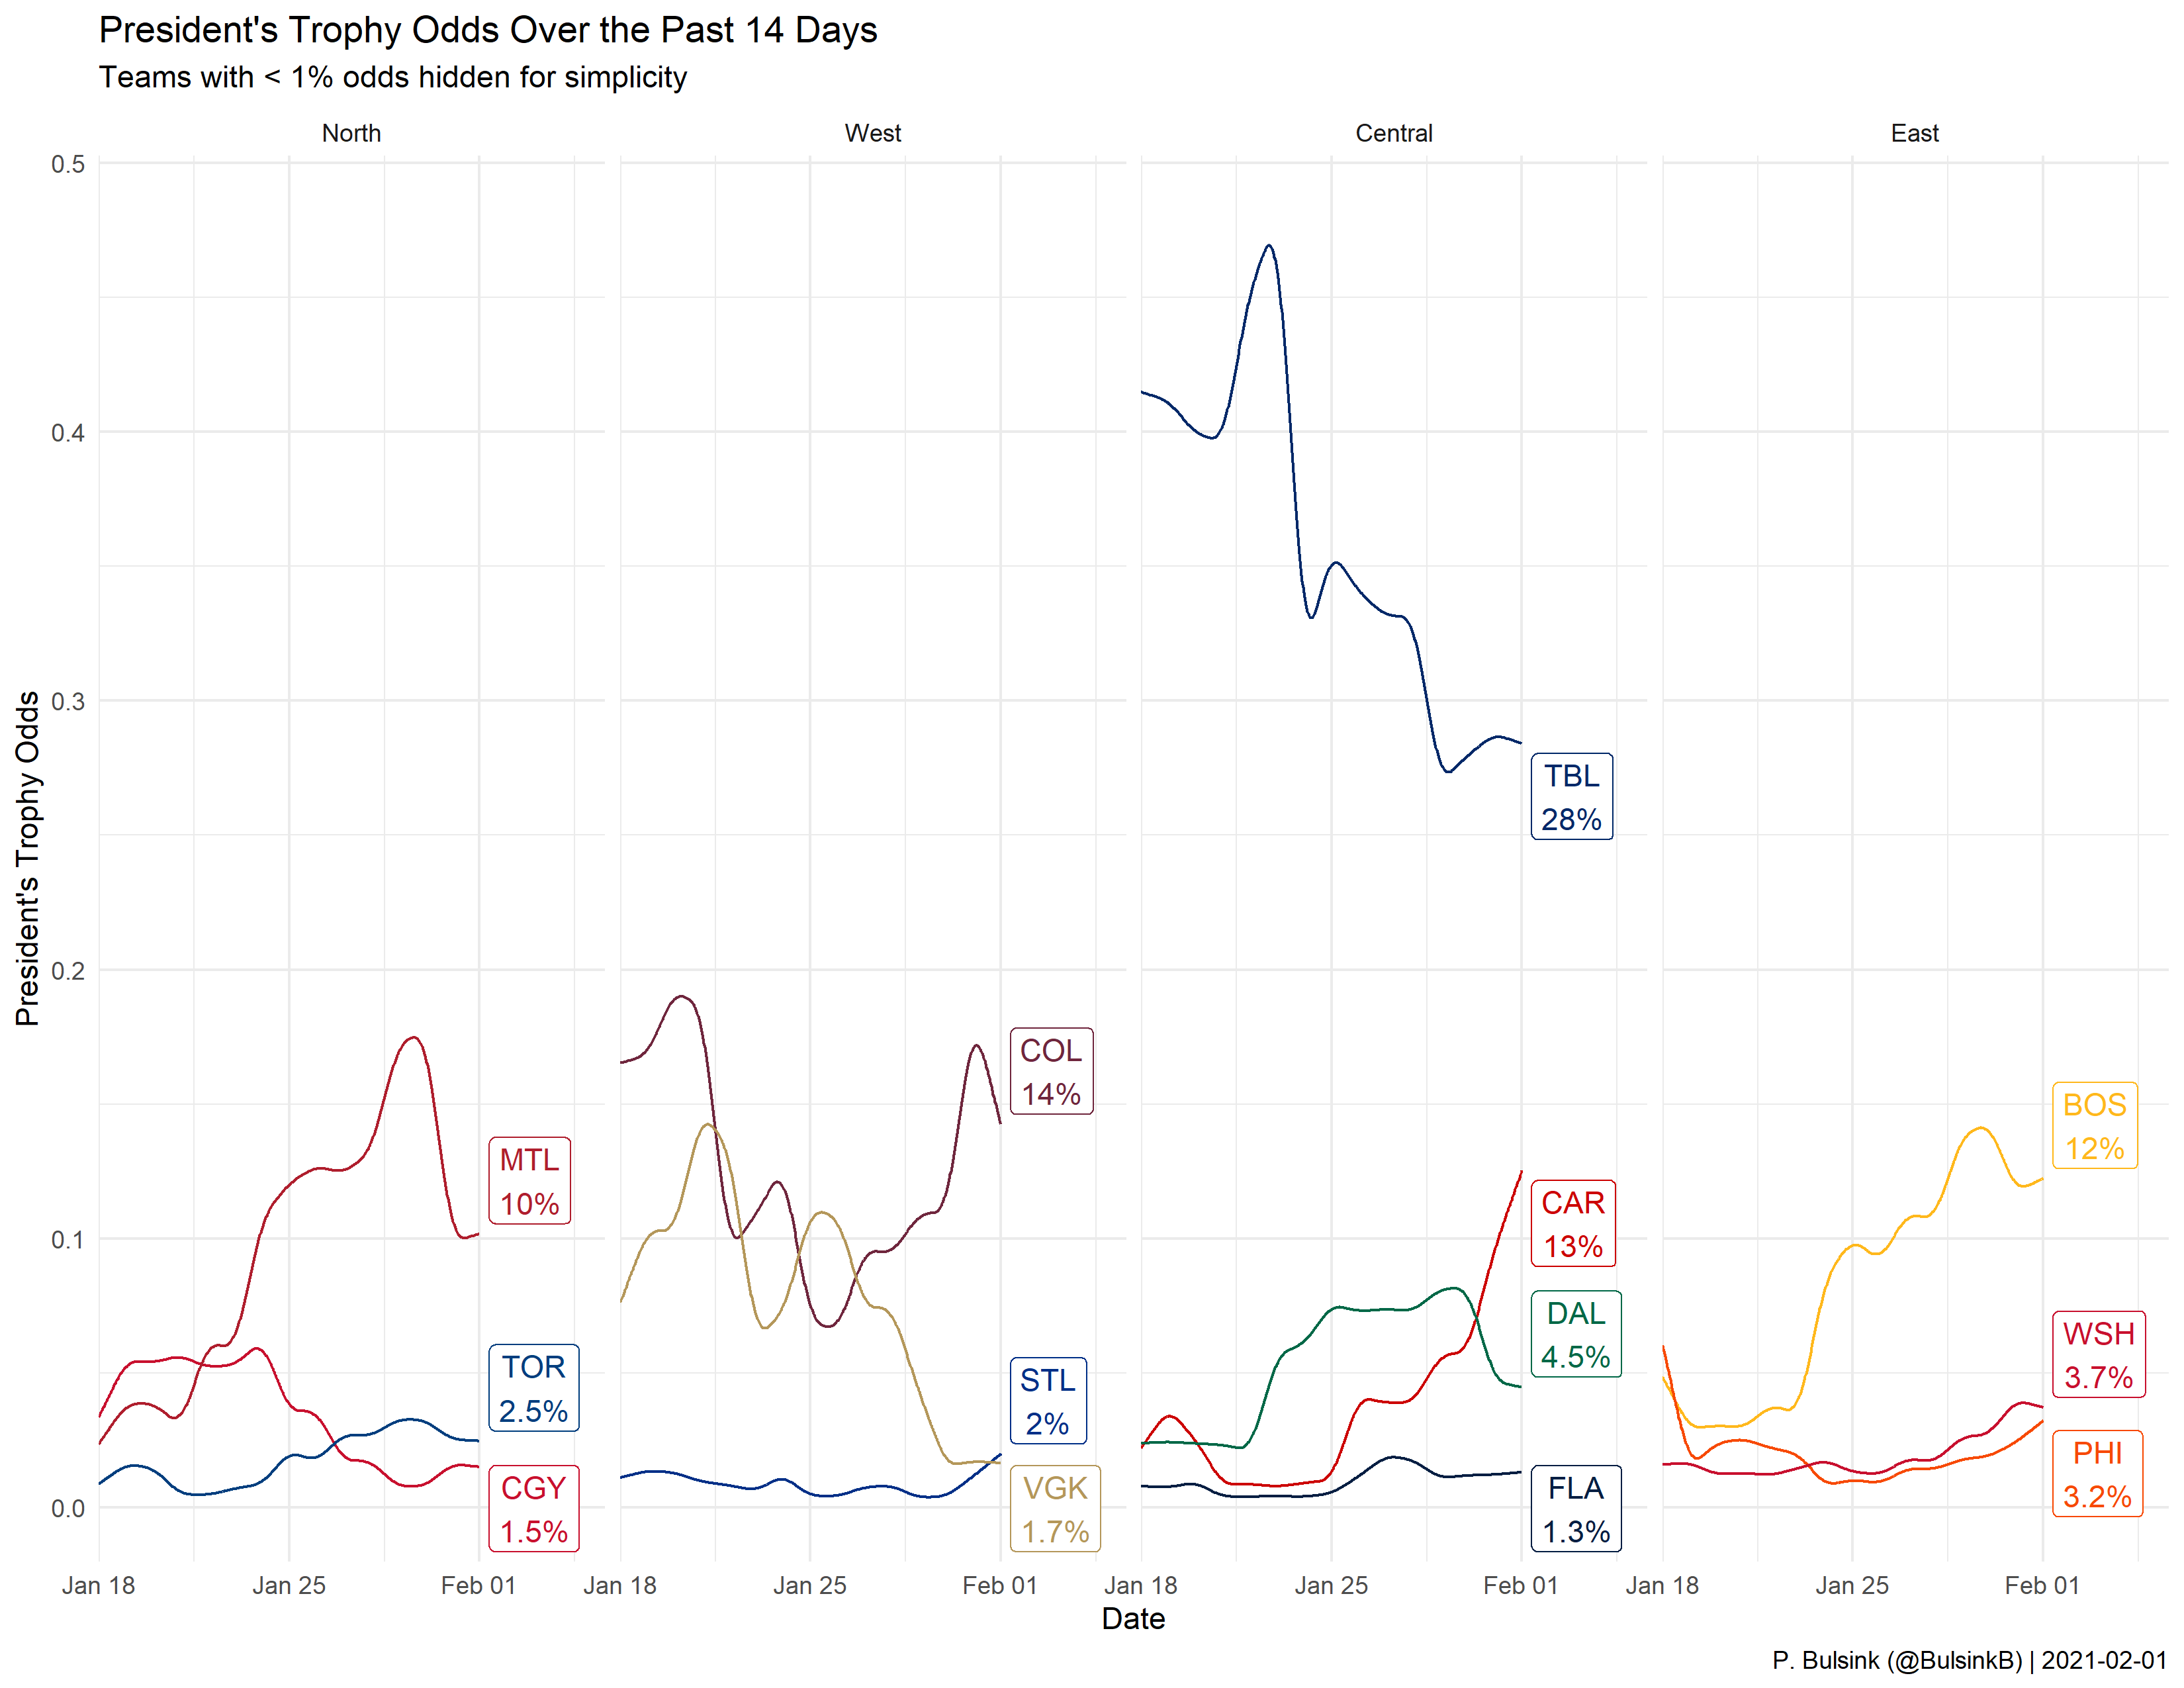 President's Trophy Odds Over the Past 14 Days
Teams with < 1% odds hidden for simplicity
North
West
Central
East
President's Trophy Odds
0.5
0.4
0.3
0.2
0.1
0.0
MTL
10%
TOR
2.5%
CGY
1.5%
COL
14%
STL
2%
VGK
1.7%
TBL
28%
CAR
13%
DAL
4.5%
FLA
1.3%
BOS
12%
WSH
3.7%
PHI
3.2%
Jan 18 Jan 25 Feb 01
Jan 18 Jan 25 Feb 01
Jan 18 Jan 25 Feb 01
Jan 18 Jan 25 Feb 01
Date
P. Bulsink (@BulsinkB) | 2021-02-01